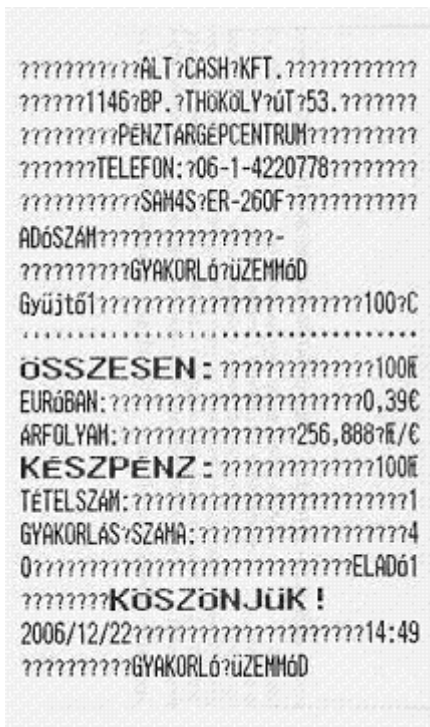 ???????????ALT?CASH?KFT.????????????
??????1146?BP.?THÖKÖLY?úT?53.???????
?????????PÉNZTÁRGÉPCENTRUM??????????
???????TELEFON:?06-1-4220778????????
???????????SAM4S?ER-260F????????????
ADóSZÁM????????????????-
??????????GYAKORLó?üZEMMóD
Gyüjtő1????????????????????????100?C
ÖSSZESEN:??????????????100Ft
EURóBAN:???????????????????????0,39€
ÁRFOLYAM:????????????????256,888?Ft/€
KÉSZPÉNZ:??????????????100Ft
TÉTELSZÁM:?????????????????????????1
GYAKORLÁS?SZÁMA:???????????????????4
0?????????????????????????????ELADó1
????????KöSZöNJüK!
2006/12/22?????????????????????14:49
??????????GYAKORLó?üZEMMóD